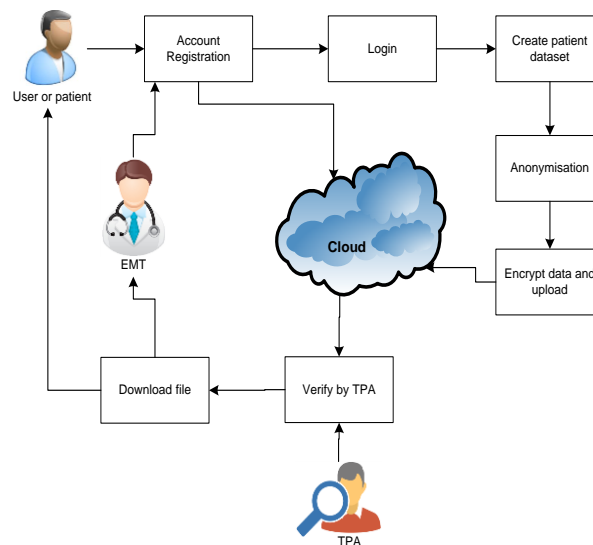 Account
Registration
Login
Create patient
dataset
User or patient
Anonymisation
EMT
Cloud
Encrypt data and
upload
Download file
Verify by TPA
TPA